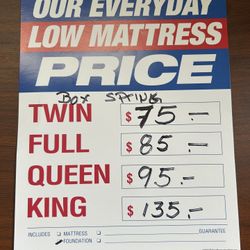 OUR EVERYDAY
LOW MATTRESS
PRICE
BOX SPRING
TWIN $75.-
FULL $85.-
QUEEN $95.-
KING $135.-
INCLUDES □ MATTRESS GUARANTEE
FOUNDATION